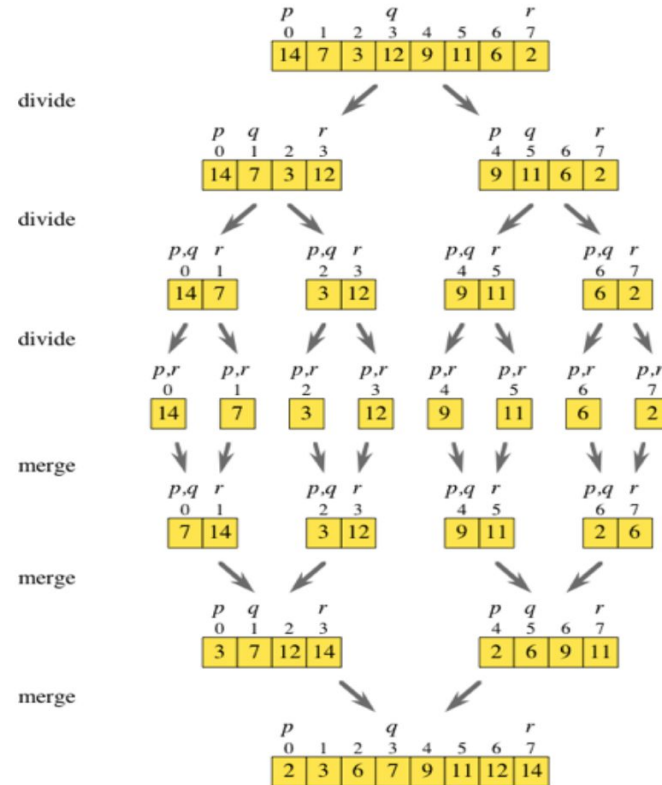 p q r
0 1 2 3 4 5 6 7
14 7 3 12 9 11 6 2
divide
p q r p q r
0 1 2 3 4 5 6 7
14 7 3 12 9 11 6 2
divide
p,q r p,q r p,q r p,q r
0 1 2 3 4 5 6 7
14 7 3 12 9 11 6 2
divide
p,r p,r p,r p,r p,r p,r p,r p,r
0 1 2 3 4 5 6 7
14 7 3 12 9 11 6 2
merge
p,q r p,q r p,q r p,q r
0 1 2 3 4 5 6 7
7 14 3 12 9 11 2 6
merge
p q r p q r
0 1 2 3 4 5 6 7
3 7 12 14 2 6 9 11
merge
p q r
0 1 2 3 4 5 6 7
2 3 6 7 9 11 12 14